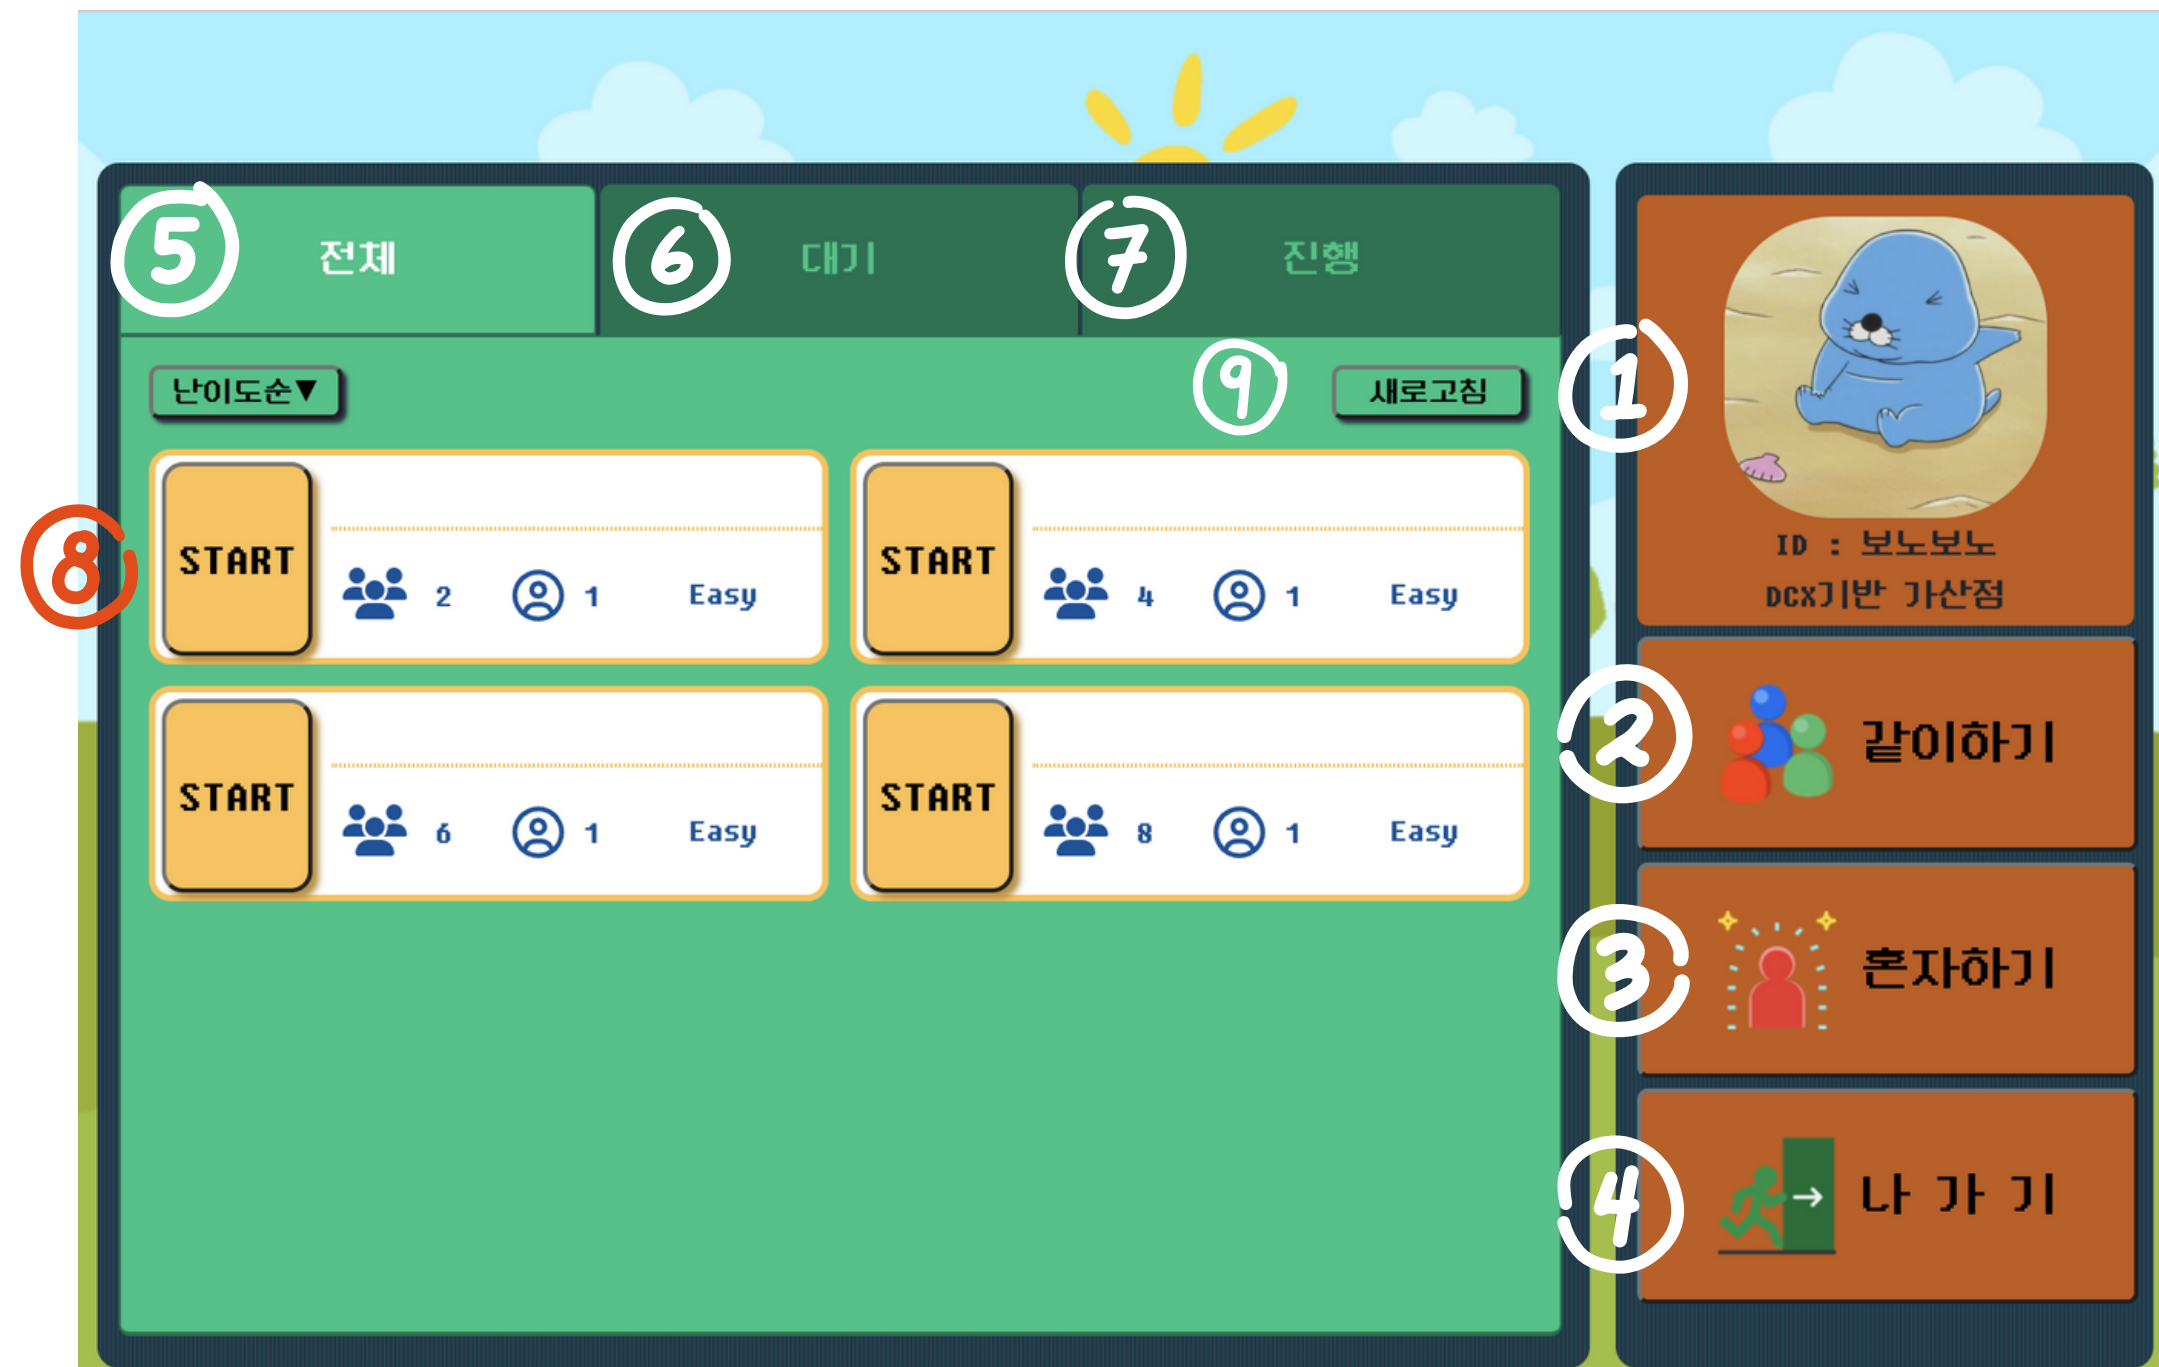 ⑤ 전체
⑥ 대기
⑦ 진행
난이도순▼
⑨ 새로고침
⑧
START
2 1 Easy
START
4 1 Easy
START
6 1 Easy
START
8 1 Easy
①
ID : 보노보노
DCX기반 가산점
② 같이하기
③ 혼자하기
④ 나 가 기